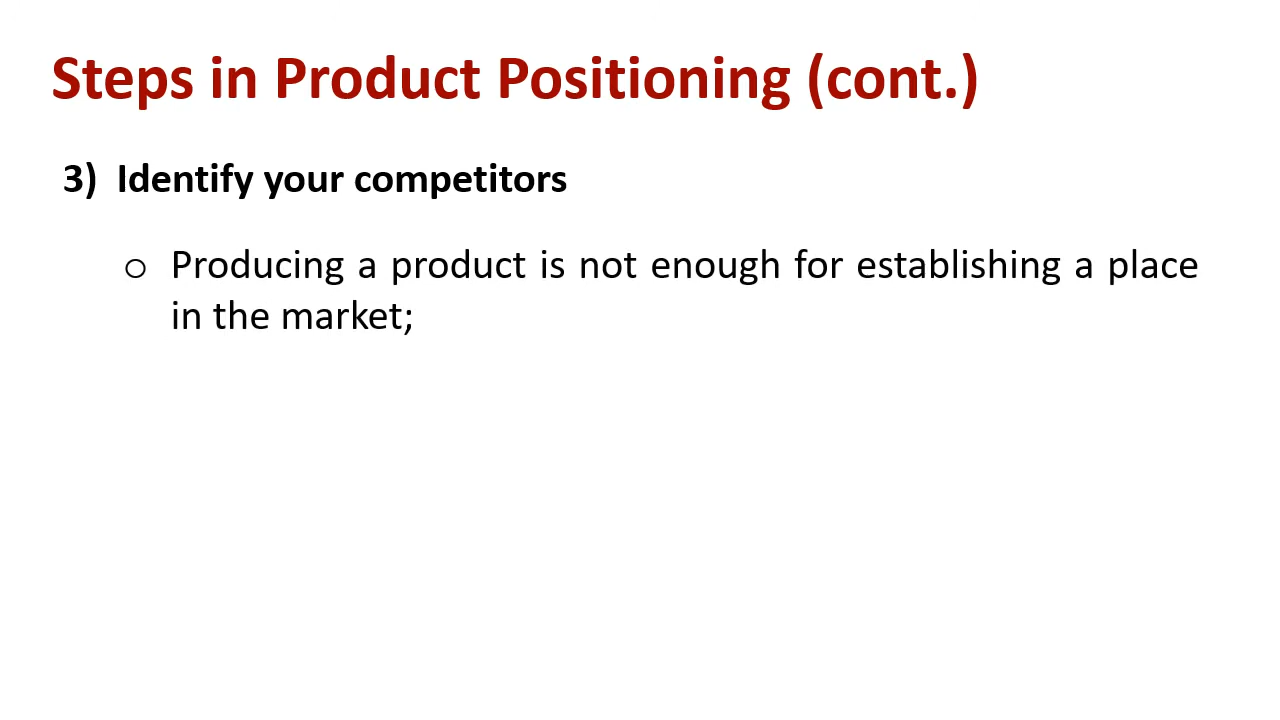 Steps in Product Positioning (cont.)
3) Identify your competitors
o Producing a product is not enough for establishing a place
in the market;